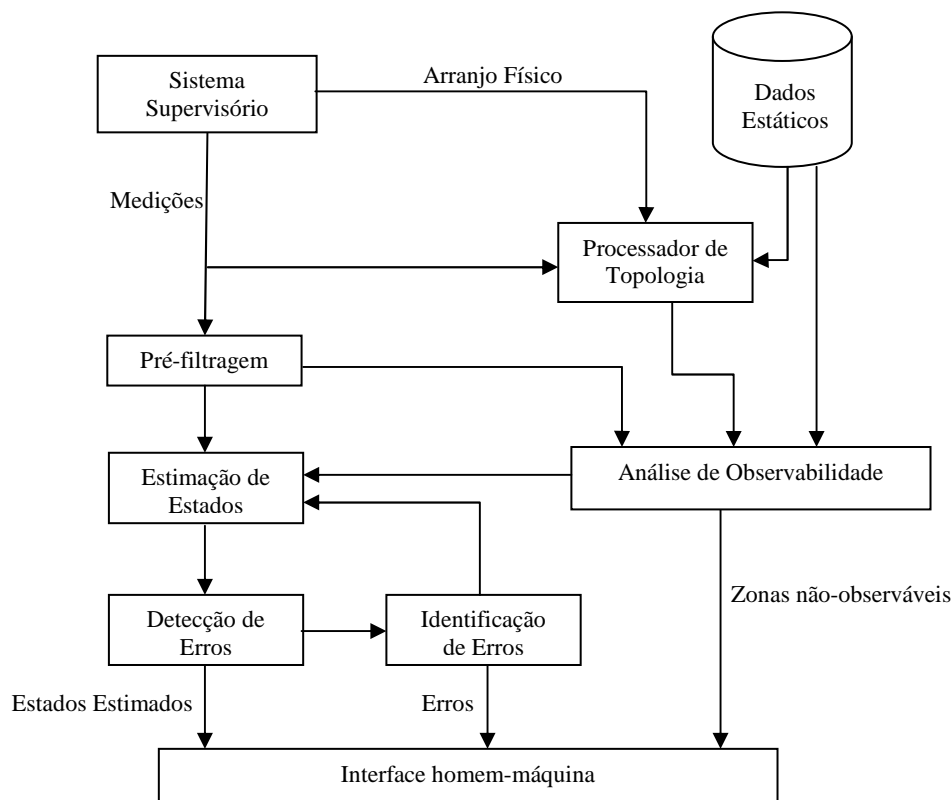 Sistema
Supervisório
Arranjo Físico
Dados
Estáticos
Medições
Processador de
Topologia
Pré-filtragem
Estimação de
Estados
Análise de Observabilidade
Detecção de
Erros
Identificação
de Erros
Zonas não-observáveis
Estados Estimados
Erros
Interface homem-máquina